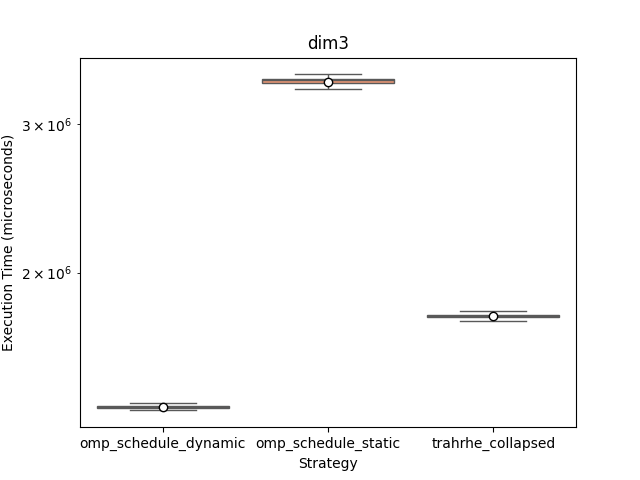 dim3
Execution Time (microseconds)
3 × 10⁶
2 × 10⁶
omp_schedule_dynamic omp_schedule_static trahrhe_collapsed
Strategy